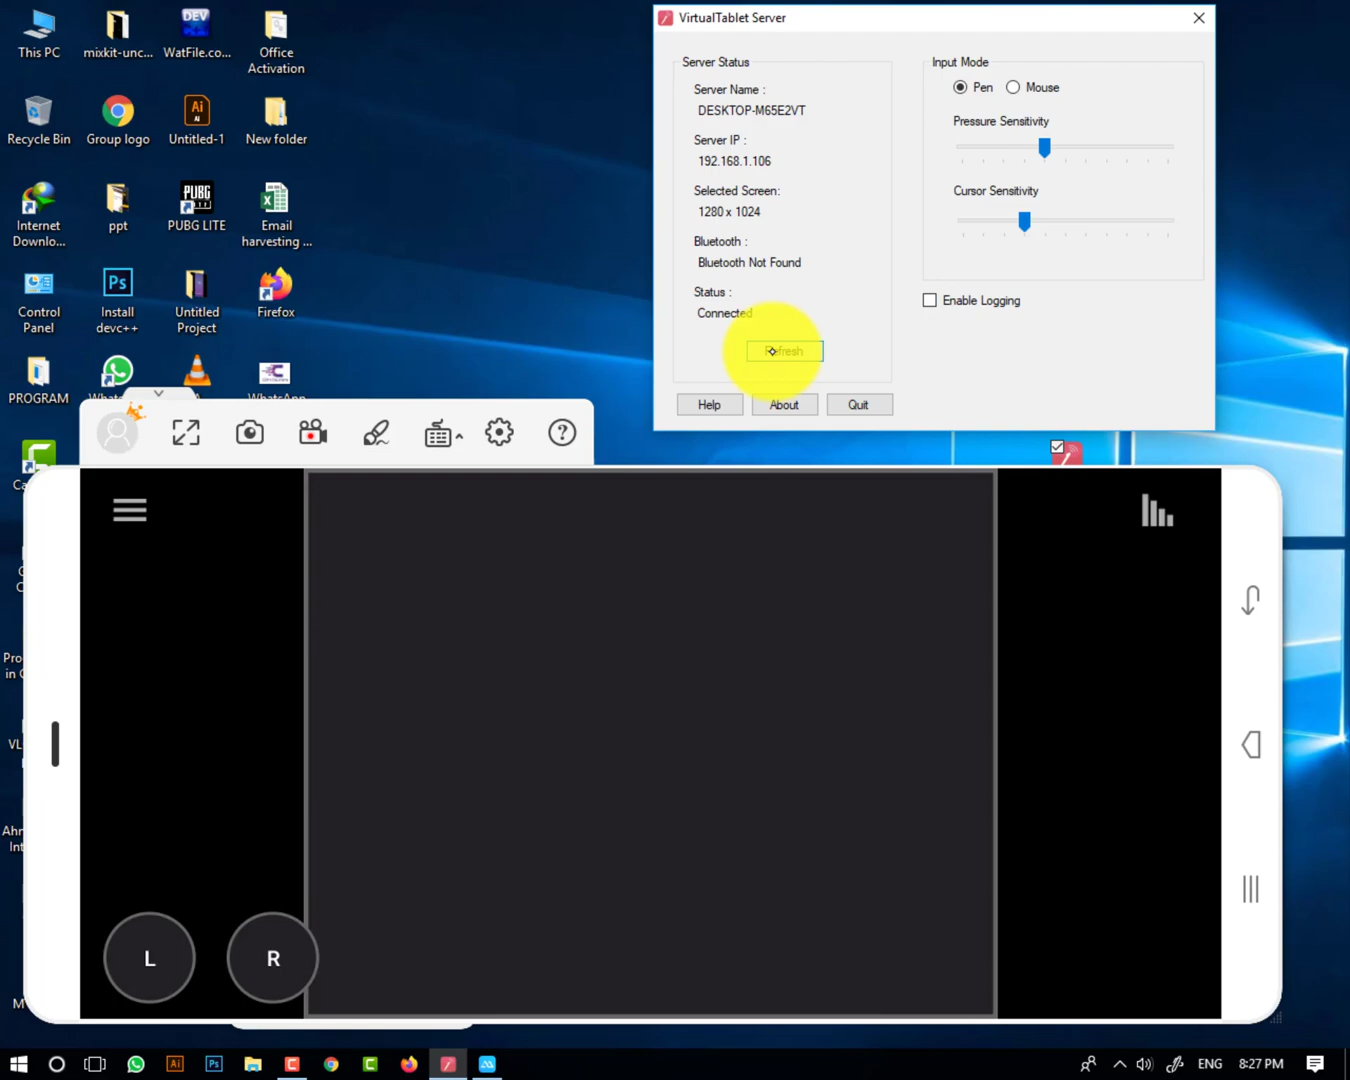 This PC
mixkit-unc...
WatFile.co...
Office
Activation
Recycle Bin
Group logo
Untitled-1
New folder
Internet
Downlo...
ppt
PUBG LITE
Email
harvesting ...
Control
Panel
Install
devc++
Untitled
Project
Firefox
PROGRAM
VirtualTablet Server
Server Status
Server Name :
DESKTOP-M65E2VT
Server IP :
192.168.1.106
Selected Screen:
1280 x 1024
Bluetooth :
Bluetooth Not Found
Status :
Connected
Refresh
Help
About
Quit
Input Mode
Pen
Mouse
Pressure Sensitivity
Cursor Sensitivity
Enable Logging
L
R
ENG
8:27 PM